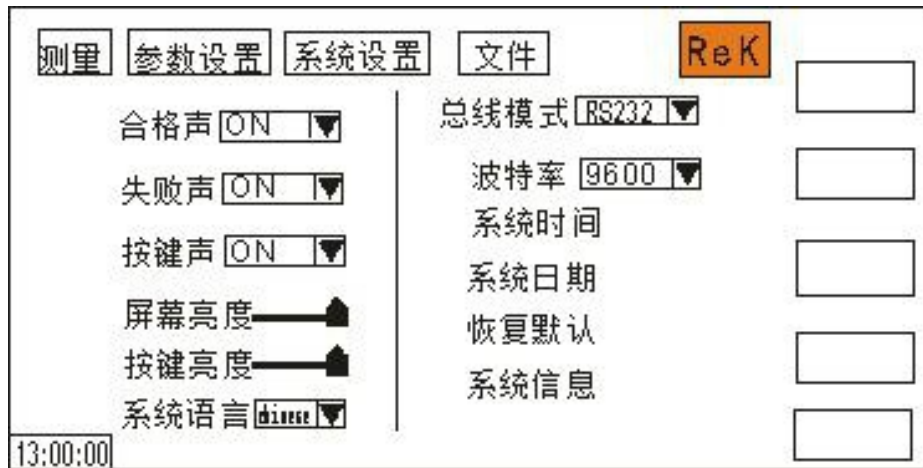 测量 参数设置 系统设置 文件 ReK
合格声 ON
失败声 ON
按键声 ON
屏幕亮度
按键亮度
系统语言 chinese
总线模式 RS232
波特率 9600
系统时间
系统日期
恢复默认
系统信息
13:00:00